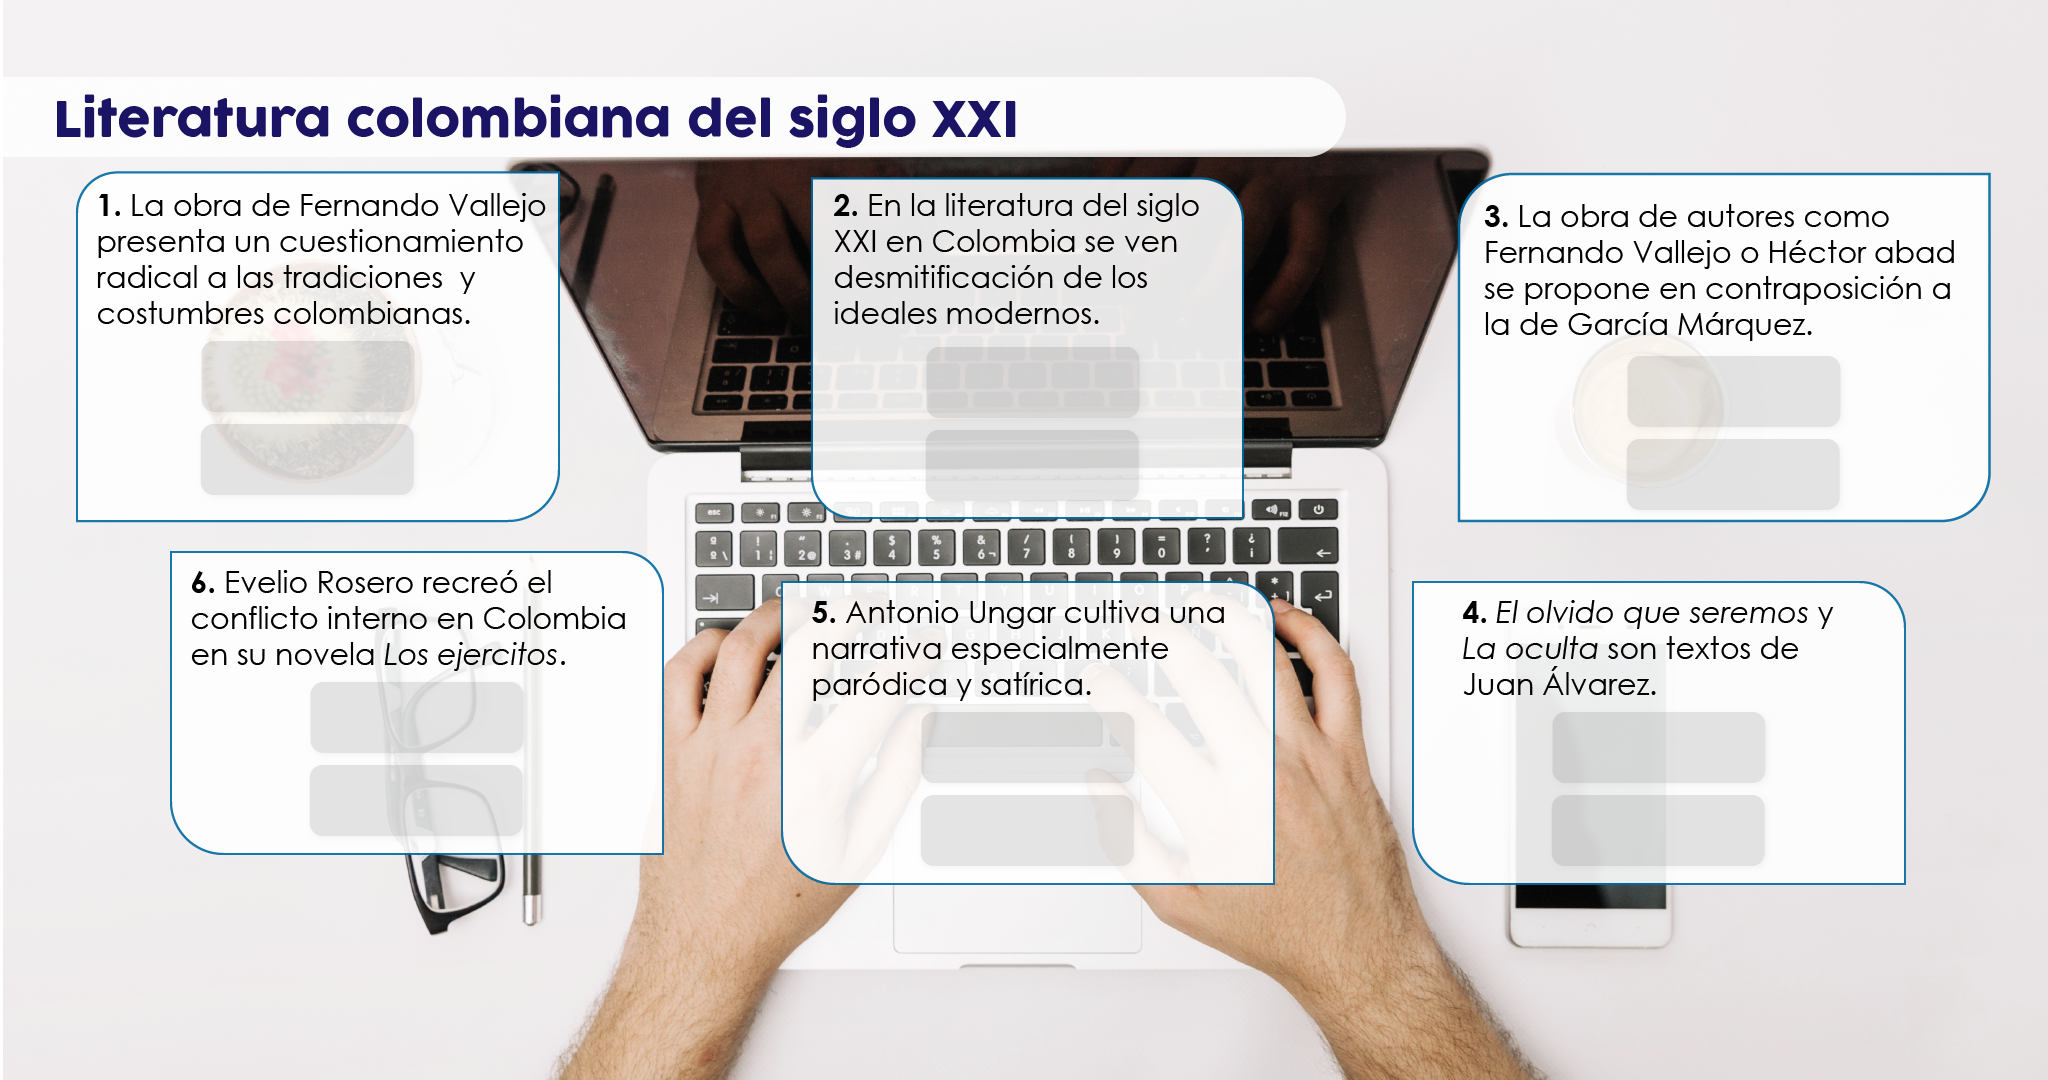 Literatura colombiana del siglo XXI
1. La obra de Fernando Vallejo
presenta un cuestionamiento
radical a las tradiciones y
costumbres colombianas.
2. En la literatura del siglo
XXI en Colombia se ven
desmitificación de los
ideales modernos.
3. La obra de autores como
Fernando Vallejo o Héctor abad
se propone en contraposición a
la de García Márquez.
6. Evelio Rosero recreó el
conflicto interno en Colombia
en su novela Los ejercitos.
5. Antonio Ungar cultiva una
narrativa especialmente
paródica y satírica.
4. El olvido que seremos y
La oculta son textos de
Juan Álvarez.